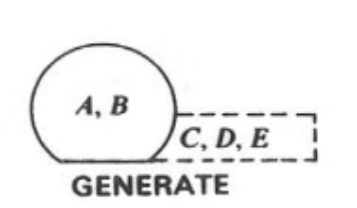 A, B
C, D, E
GENERATE